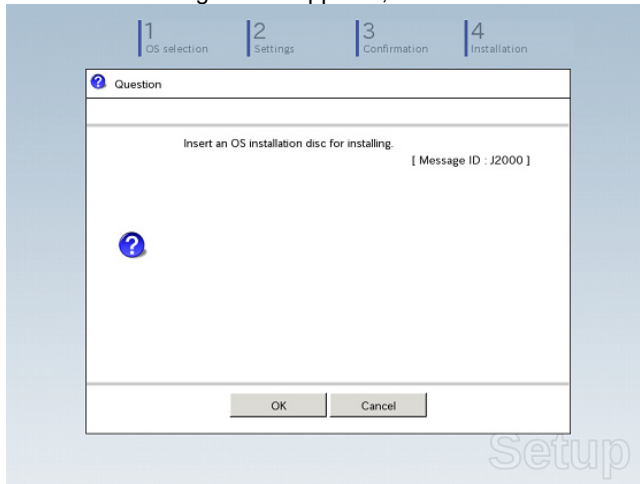 1 2 3 4
OS selection Settings Confirmation Installation
Question
Insert an OS installation disc for installing.
[ Message ID : J2000 ]
OK Cancel
Setup